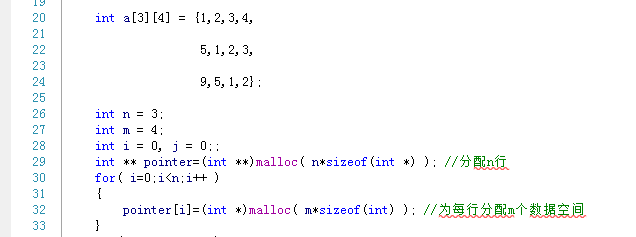 19
20 int a[3][4] = {1,2,3,4,
21
22 5,1,2,3,
23
24 9,5,1,2};
25
26 int n = 3;
27 int m = 4;
28 int i = 0, j = 0;;
29 int ** pointer=(int **)malloc( n*sizeof(int *) ); //分配n行
30 for( i=0;i<n;i++ )
31 {
32 pointer[i]=(int *)malloc( m*sizeof(int) ); //为每行分配m个数据空间
33 }